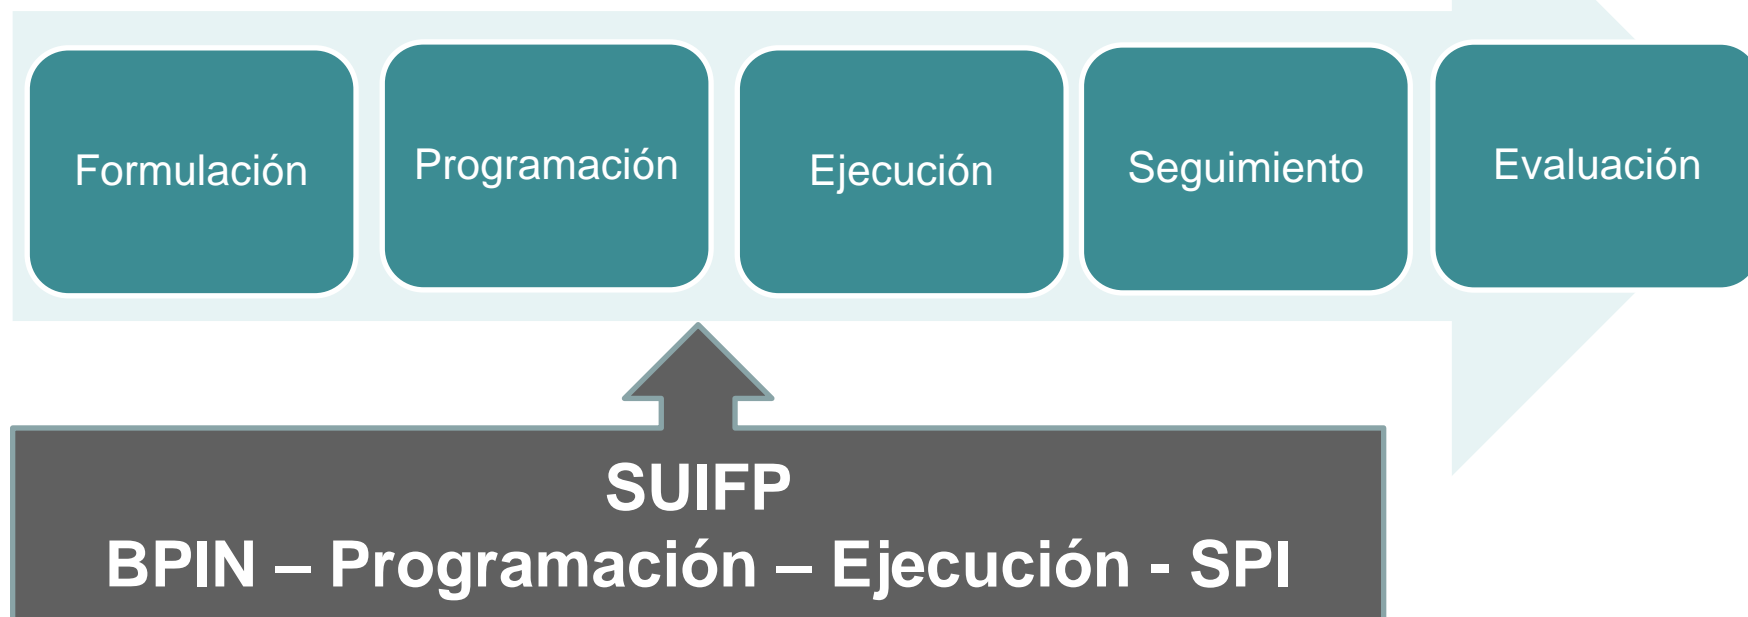 Formulación
Programación
Ejecución
Seguimiento
Evaluación
SUIFP
BPIN – Programación – Ejecución - SPI